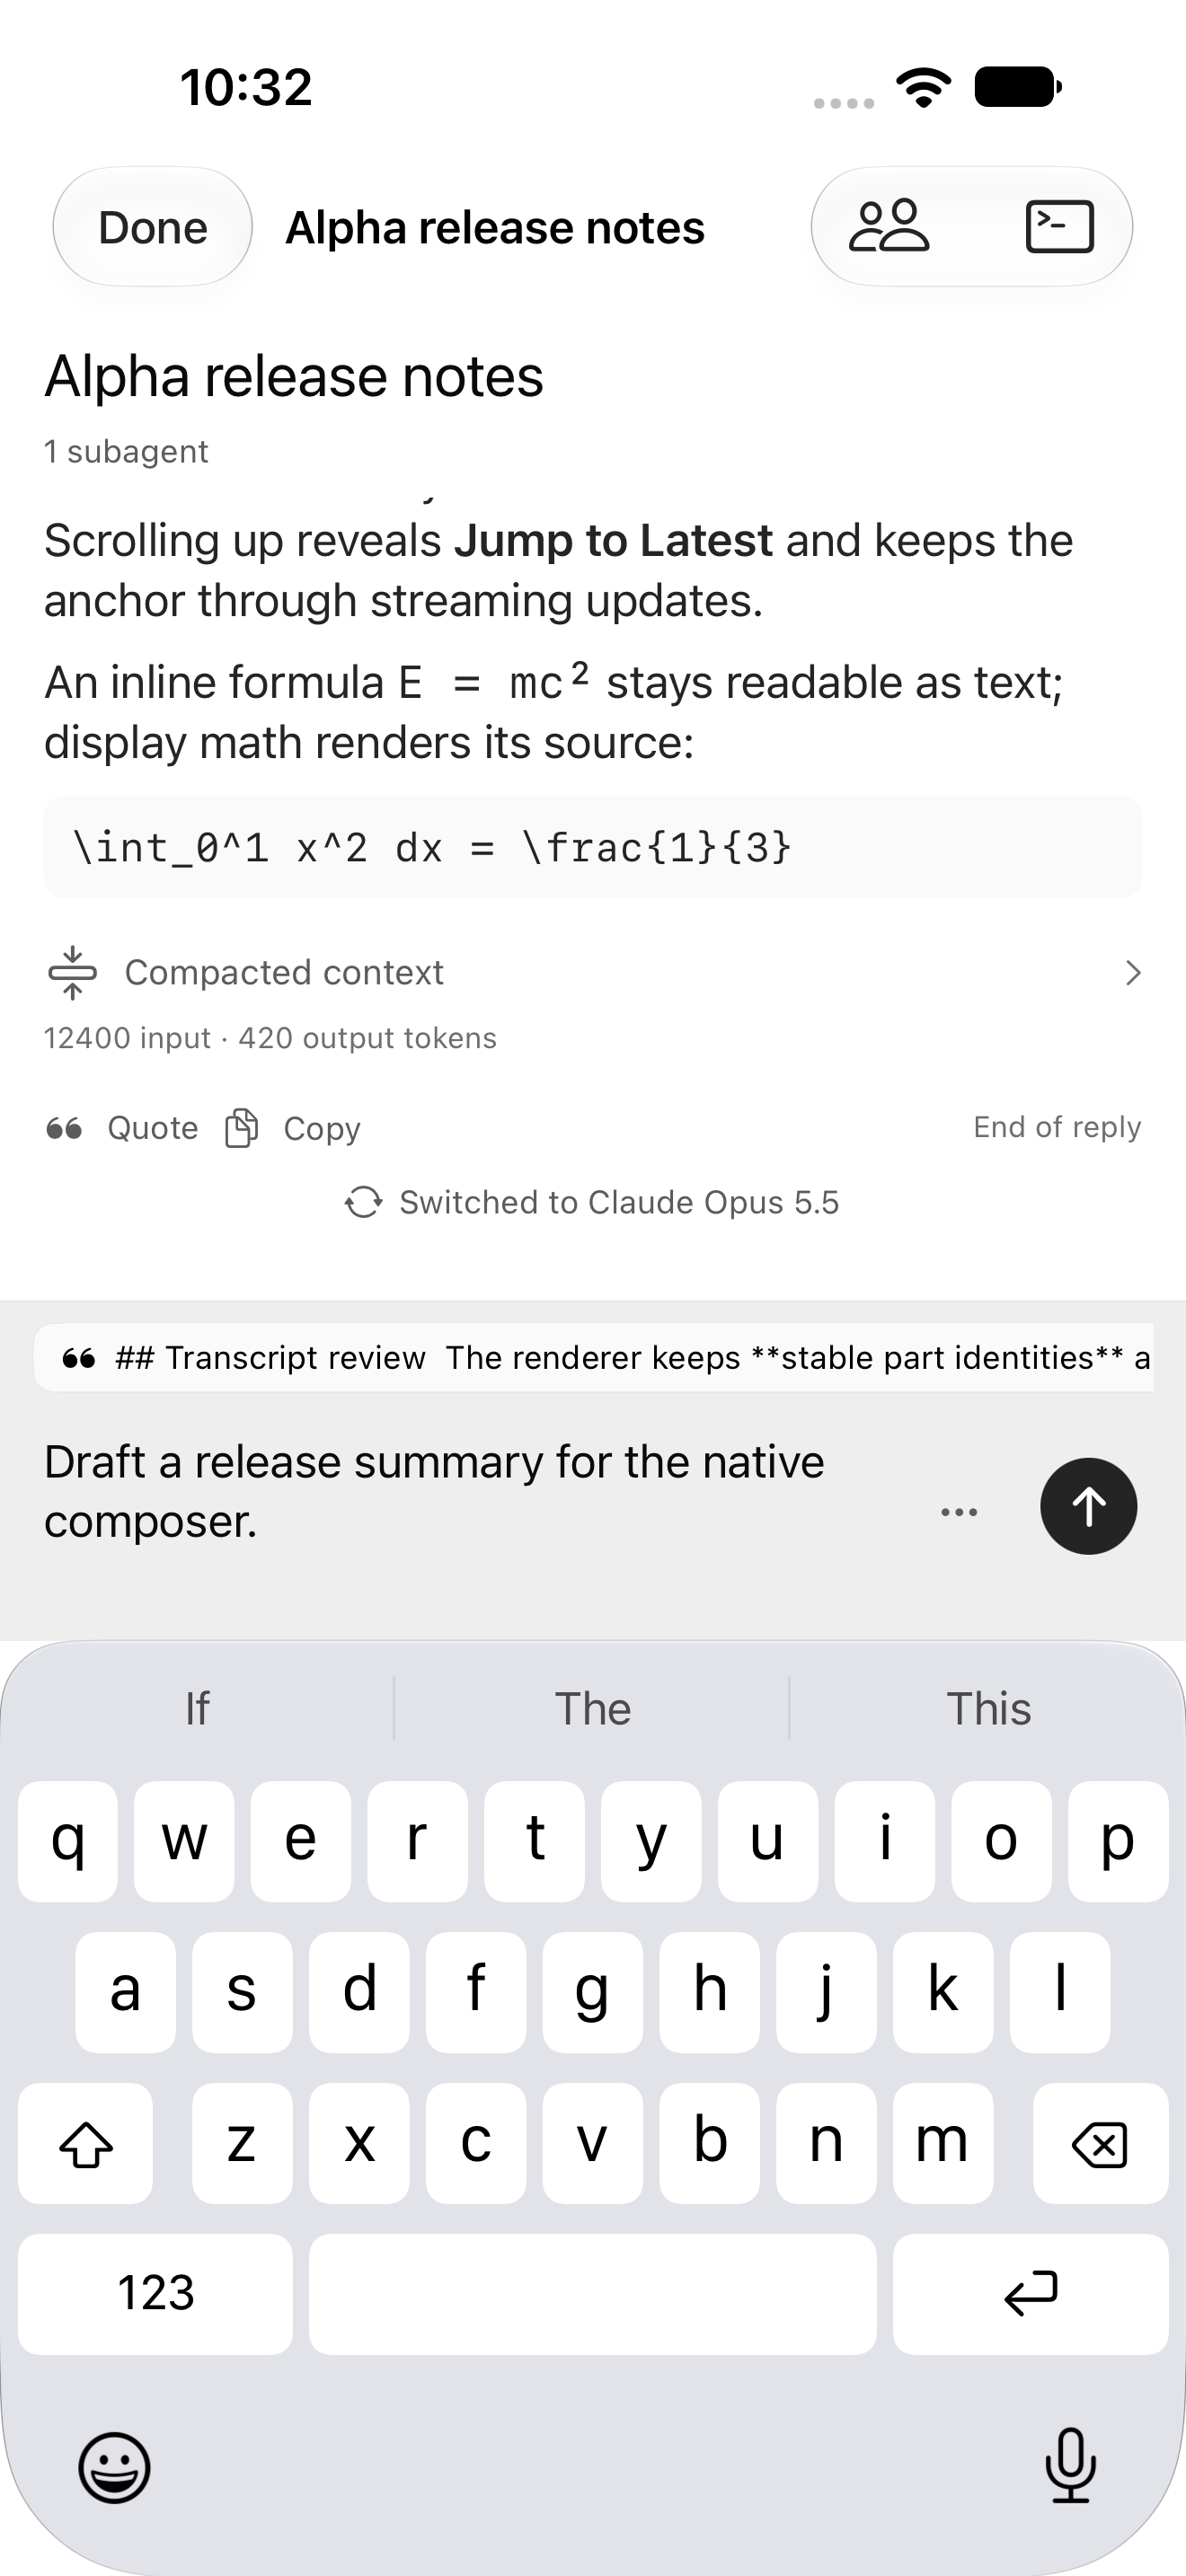 10:32
Done
Alpha release notes
Alpha release notes
1 subagent
Scrolling up reveals Jump to Latest and keeps the
anchor through streaming updates.
An inline formula E = mc² stays readable as text;
display math renders its source:
\int_0^1 x^2 dx = \frac{1}{3}
Compacted context
12400 input · 420 output tokens
Quote
Copy
End of reply
Switched to Claude Opus 5.5
## Transcript review  The renderer keeps **stable part identities** a
Draft a release summary for the native
composer.
If
The
This
q w e r t y u i o p
a s d f g h j k l
z x c v b n m
123